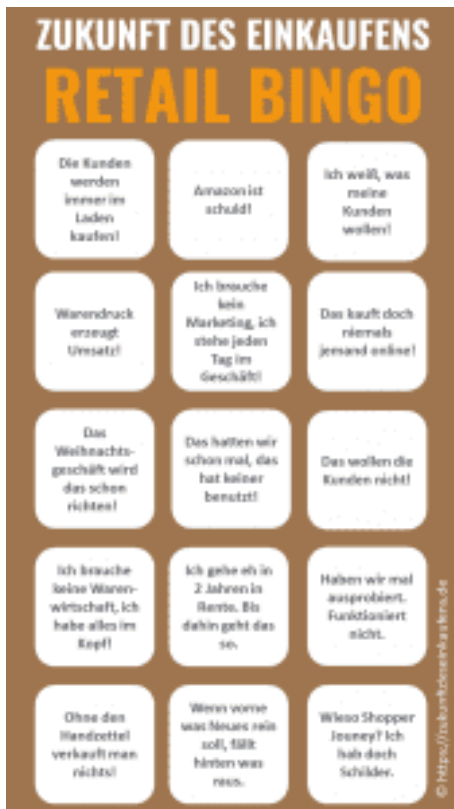 ZUKUNFT DES EINKAUFENS
RETAIL BINGO
Die Kunden
werden
immer im
Laden
kaufen!
Amazon ist
schuld!
Ich weiß, was
meine
Kunden
wollen!
Warendruck
erzeugt
Umsatz!
Ich brauche
kein
Marketing, ich
stehe jeden
Tag im
Geschäft!
Das kauft doch
niemals
jemand online!
Das
Weihnachts-
geschäft wird
das schon
richten!
Das hatten wir
schon mal, das
hat keiner
benutzt!
Das wollen die
Kunden nicht!
Ich brauche
keine Waren-
wirtschaft, ich
habe alles im
Kopf!
Ich gehe eh in
2 Jahren in
Rente. Bis
dahin geht das
so.
Haben wir mal
ausprobiert.
Funktioniert
nicht.
Ohne den
Handzettel
verkauft man
nichts!
Wenn vorne
was Neues rein
soll, fällt
hinten was
raus.
Wieso Shopper
Jouney? Ich
hab doch
Schilder.
© https://zukunftdeseinkaufens.de